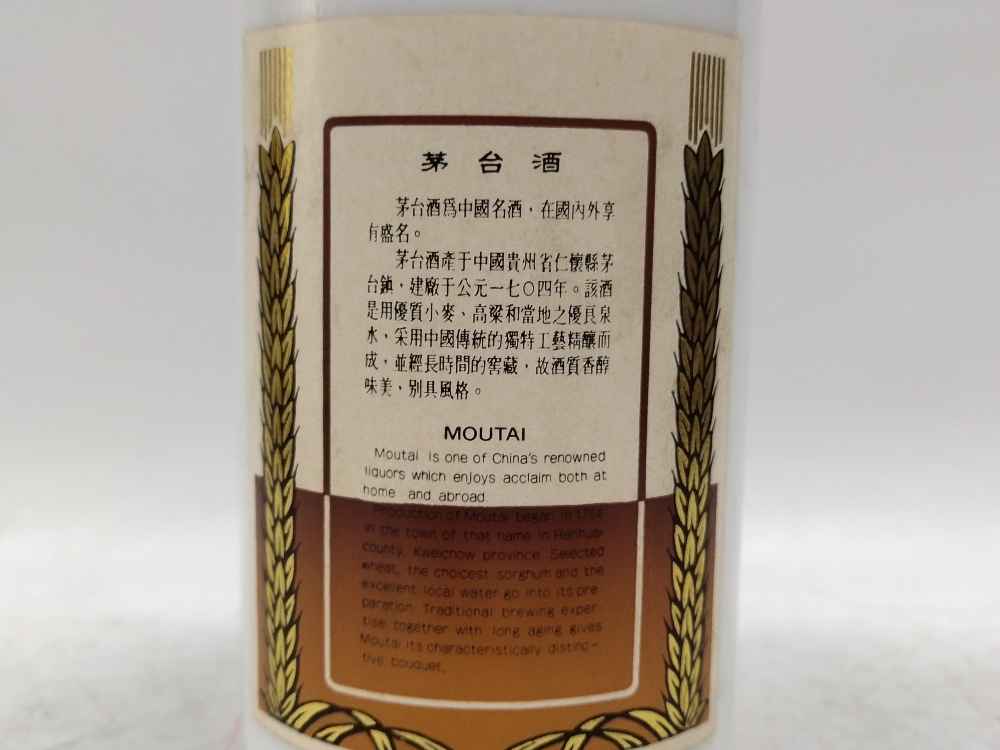 茅台酒
茅台酒爲中國名酒，在國內外享
有盛名。
茅台酒產于中國貴州省仁懷縣茅
台鎮，建廠于公元一七〇四年。該酒
是用優質小麥、高粱和當地之優良泉
水，采用中國傳統的獨特工藝精釀而
成，並經長時間的窖藏，故酒質香醇
味美，別具風格。
MOUTAI
Moutai is one of China's renowned
liquors which enjoys acclaim both at
home and abroad
Production of Moutai began in 1704
in the town of that name in Renhuai
county, Kweichow province. Selected
wheat, the choicest sorghum and the
excellent local water go into its pre-
paration. Traditional brewing exper-
tise together with long aging gives
Moutai its characteristically distinc-
tive bouquet.